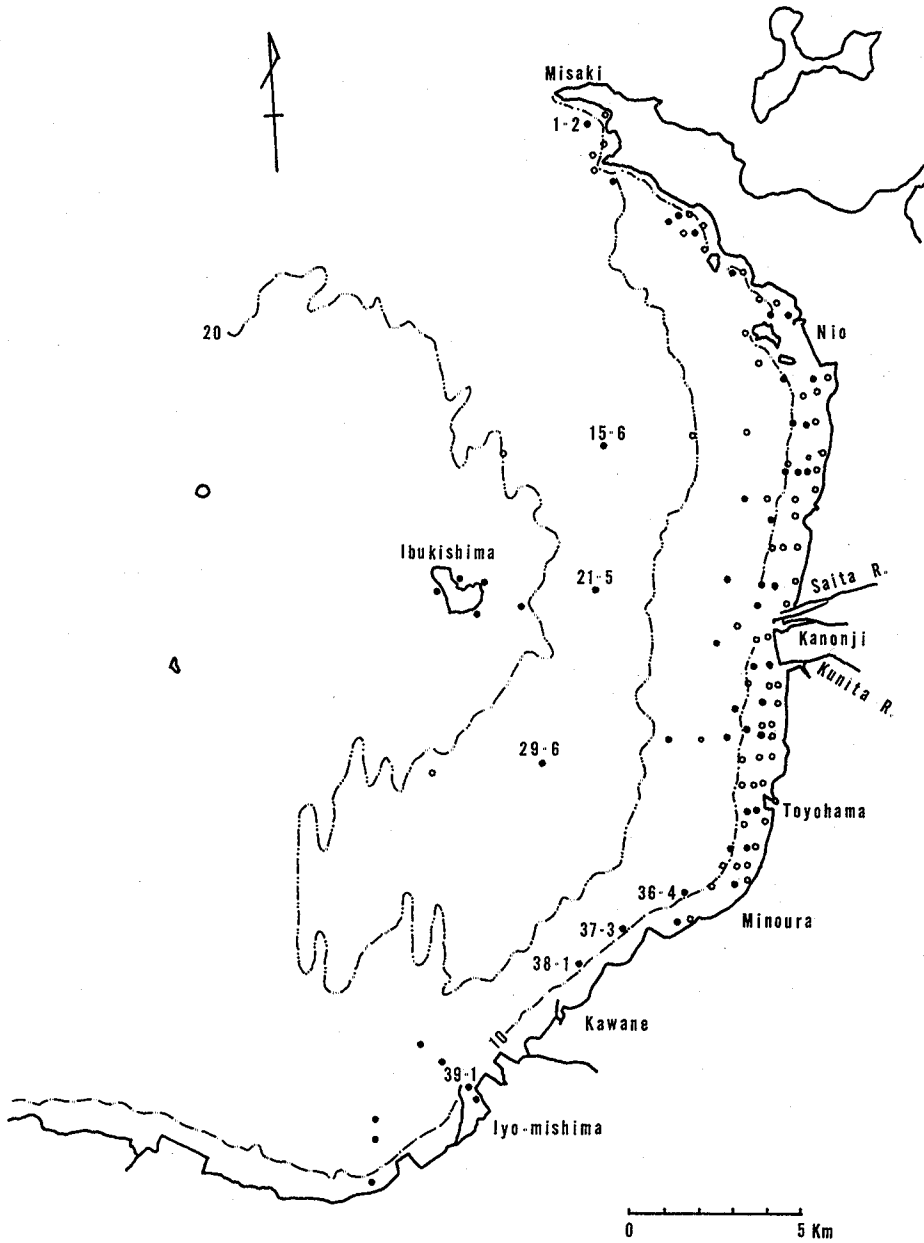 Misaki
1-2
20
Nio
15-6
Ibukishima
21-5
Saita R.
Kanonji
Kunita R.
29-6
Toyohama
36-4
Minoura
37-3
38-1
Kawane
10
39-1
Iyo-mishima
0 5 Km